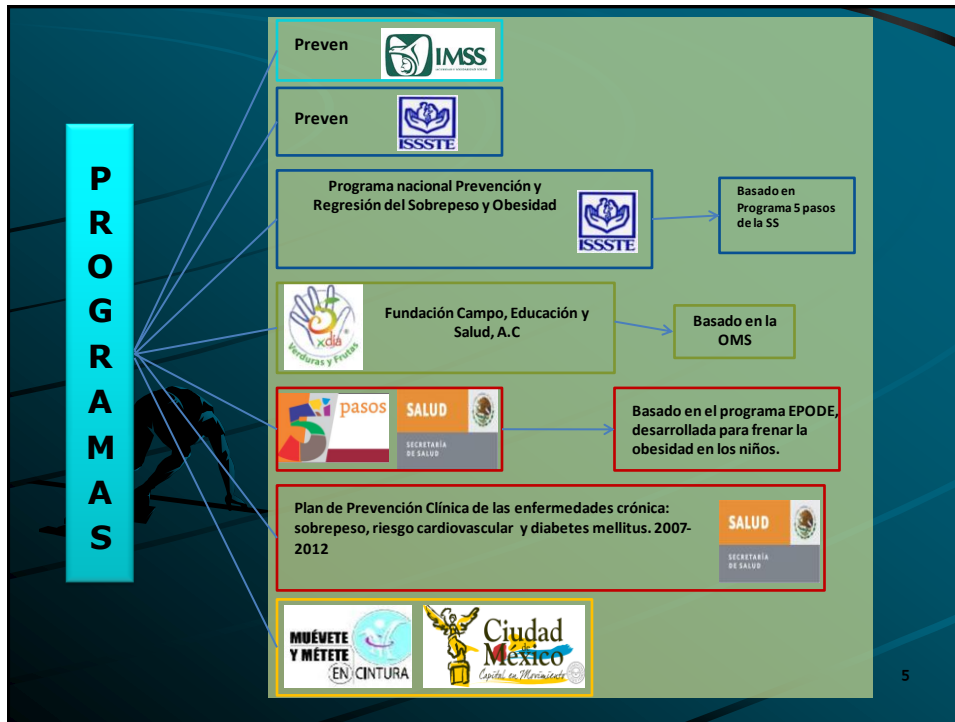 PROGRAMAS
Preven
IMSS
Preven
ISSSTE
Programa nacional Prevención y
Regresión del Sobrepeso y Obesidad
ISSSTE
Basado en
Programa 5 pasos
de la SS
xdía
Verduras y Frutas
Fundación Campo, Educación y
Salud, A.C
Basado en la
OMS
5 pasos
SALUD
SECRETARÍA
DE SALUD
Basado en el programa EPODE,
desarrollada para frenar la
obesidad en los niños.
Plan de Prevención Clínica de las enfermedades crónica:
sobrepeso, riesgo cardiovascular y diabetes mellitus. 2007-
2012
SALUD
SECRETARÍA
DE SALUD
MUÉVETE
Y MÉTETE
EN CINTURA
Ciudad
de
México
Capital en Movimiento
5